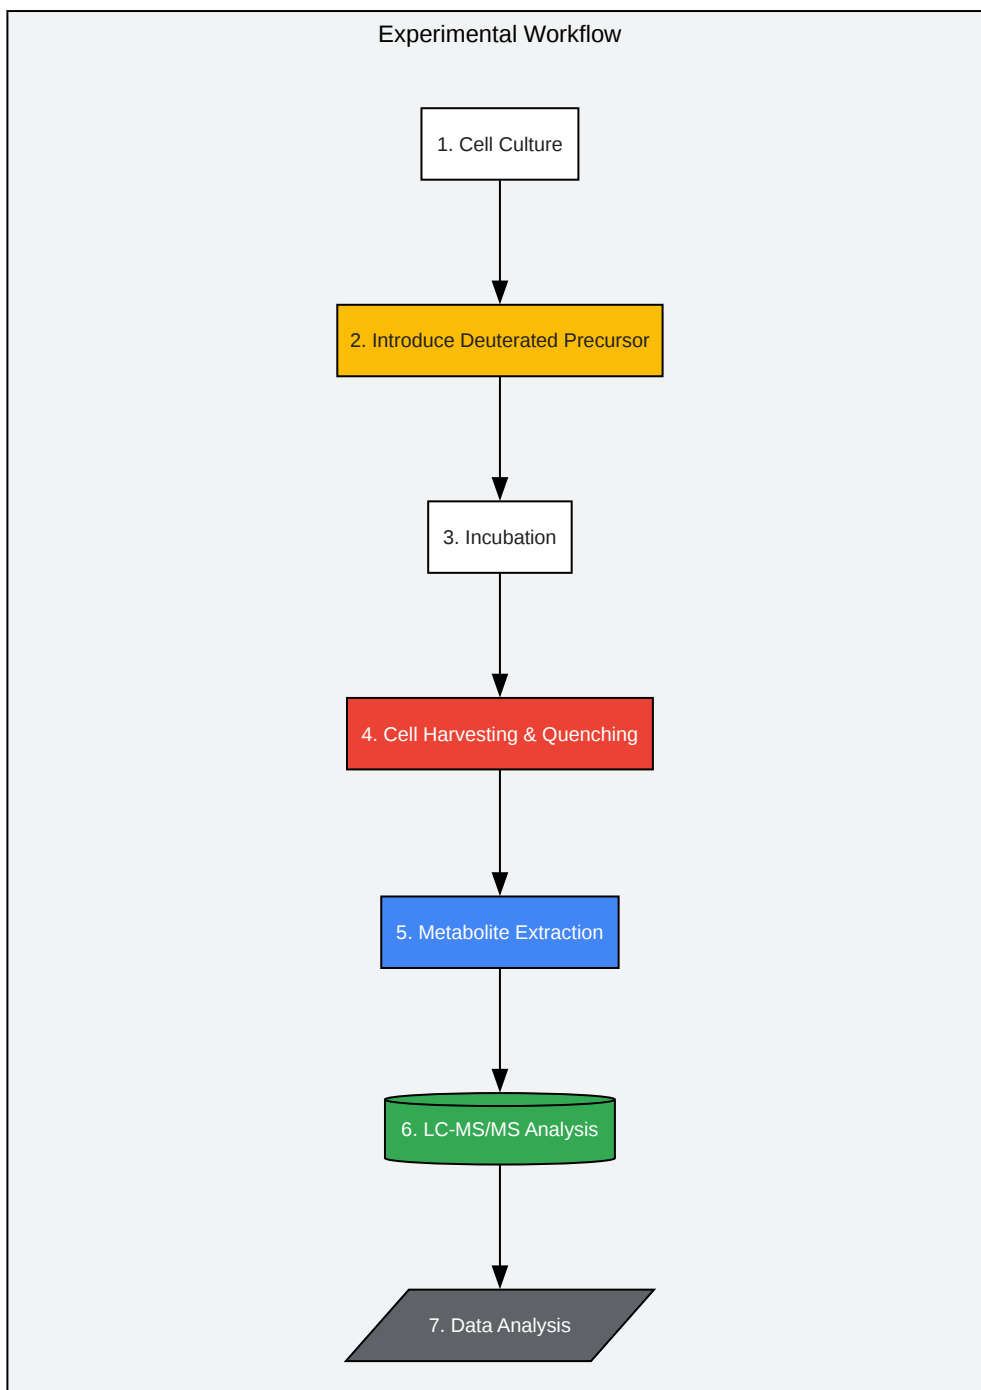 Experimental Workflow
1. Cell Culture
2. Introduce Deuterated Precursor
3. Incubation
4. Cell Harvesting & Quenching
5. Metabolite Extraction
6. LC-MS/MS Analysis
7. Data Analysis